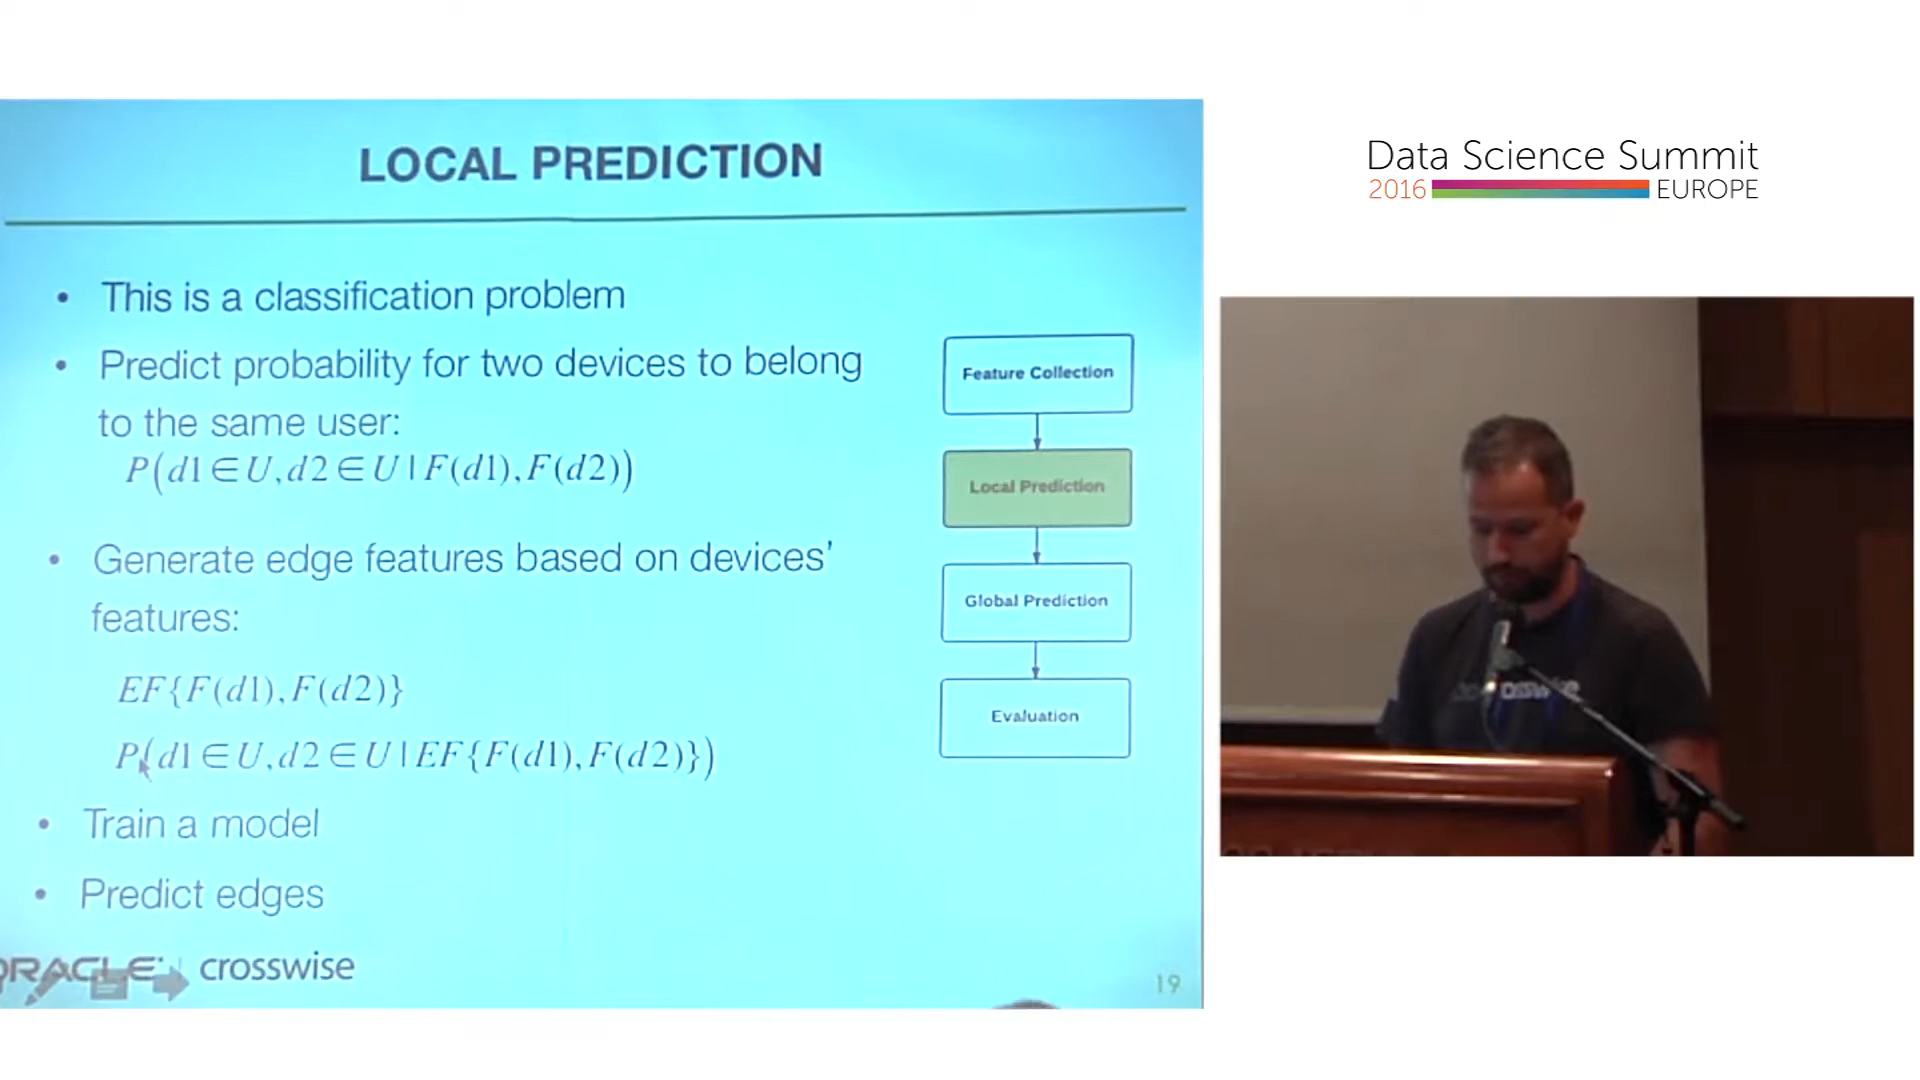 LOCAL PREDICTION
• This is a classification problem
• Predict probability for two devices to belong
to the same user:
P(d1 ∈ U, d2 ∈ U | F(d1), F(d2))
• Generate edge features based on devices'
features:
EF{F(d1), F(d2)}
P(d1 ∈ U, d2 ∈ U | EF{F(d1), F(d2)})
• Train a model
• Predict edges
ORACLE crosswise
19
Feature Collection
Local Prediction
Global Prediction
Evaluation
Data Science Summit
2016 EUROPE